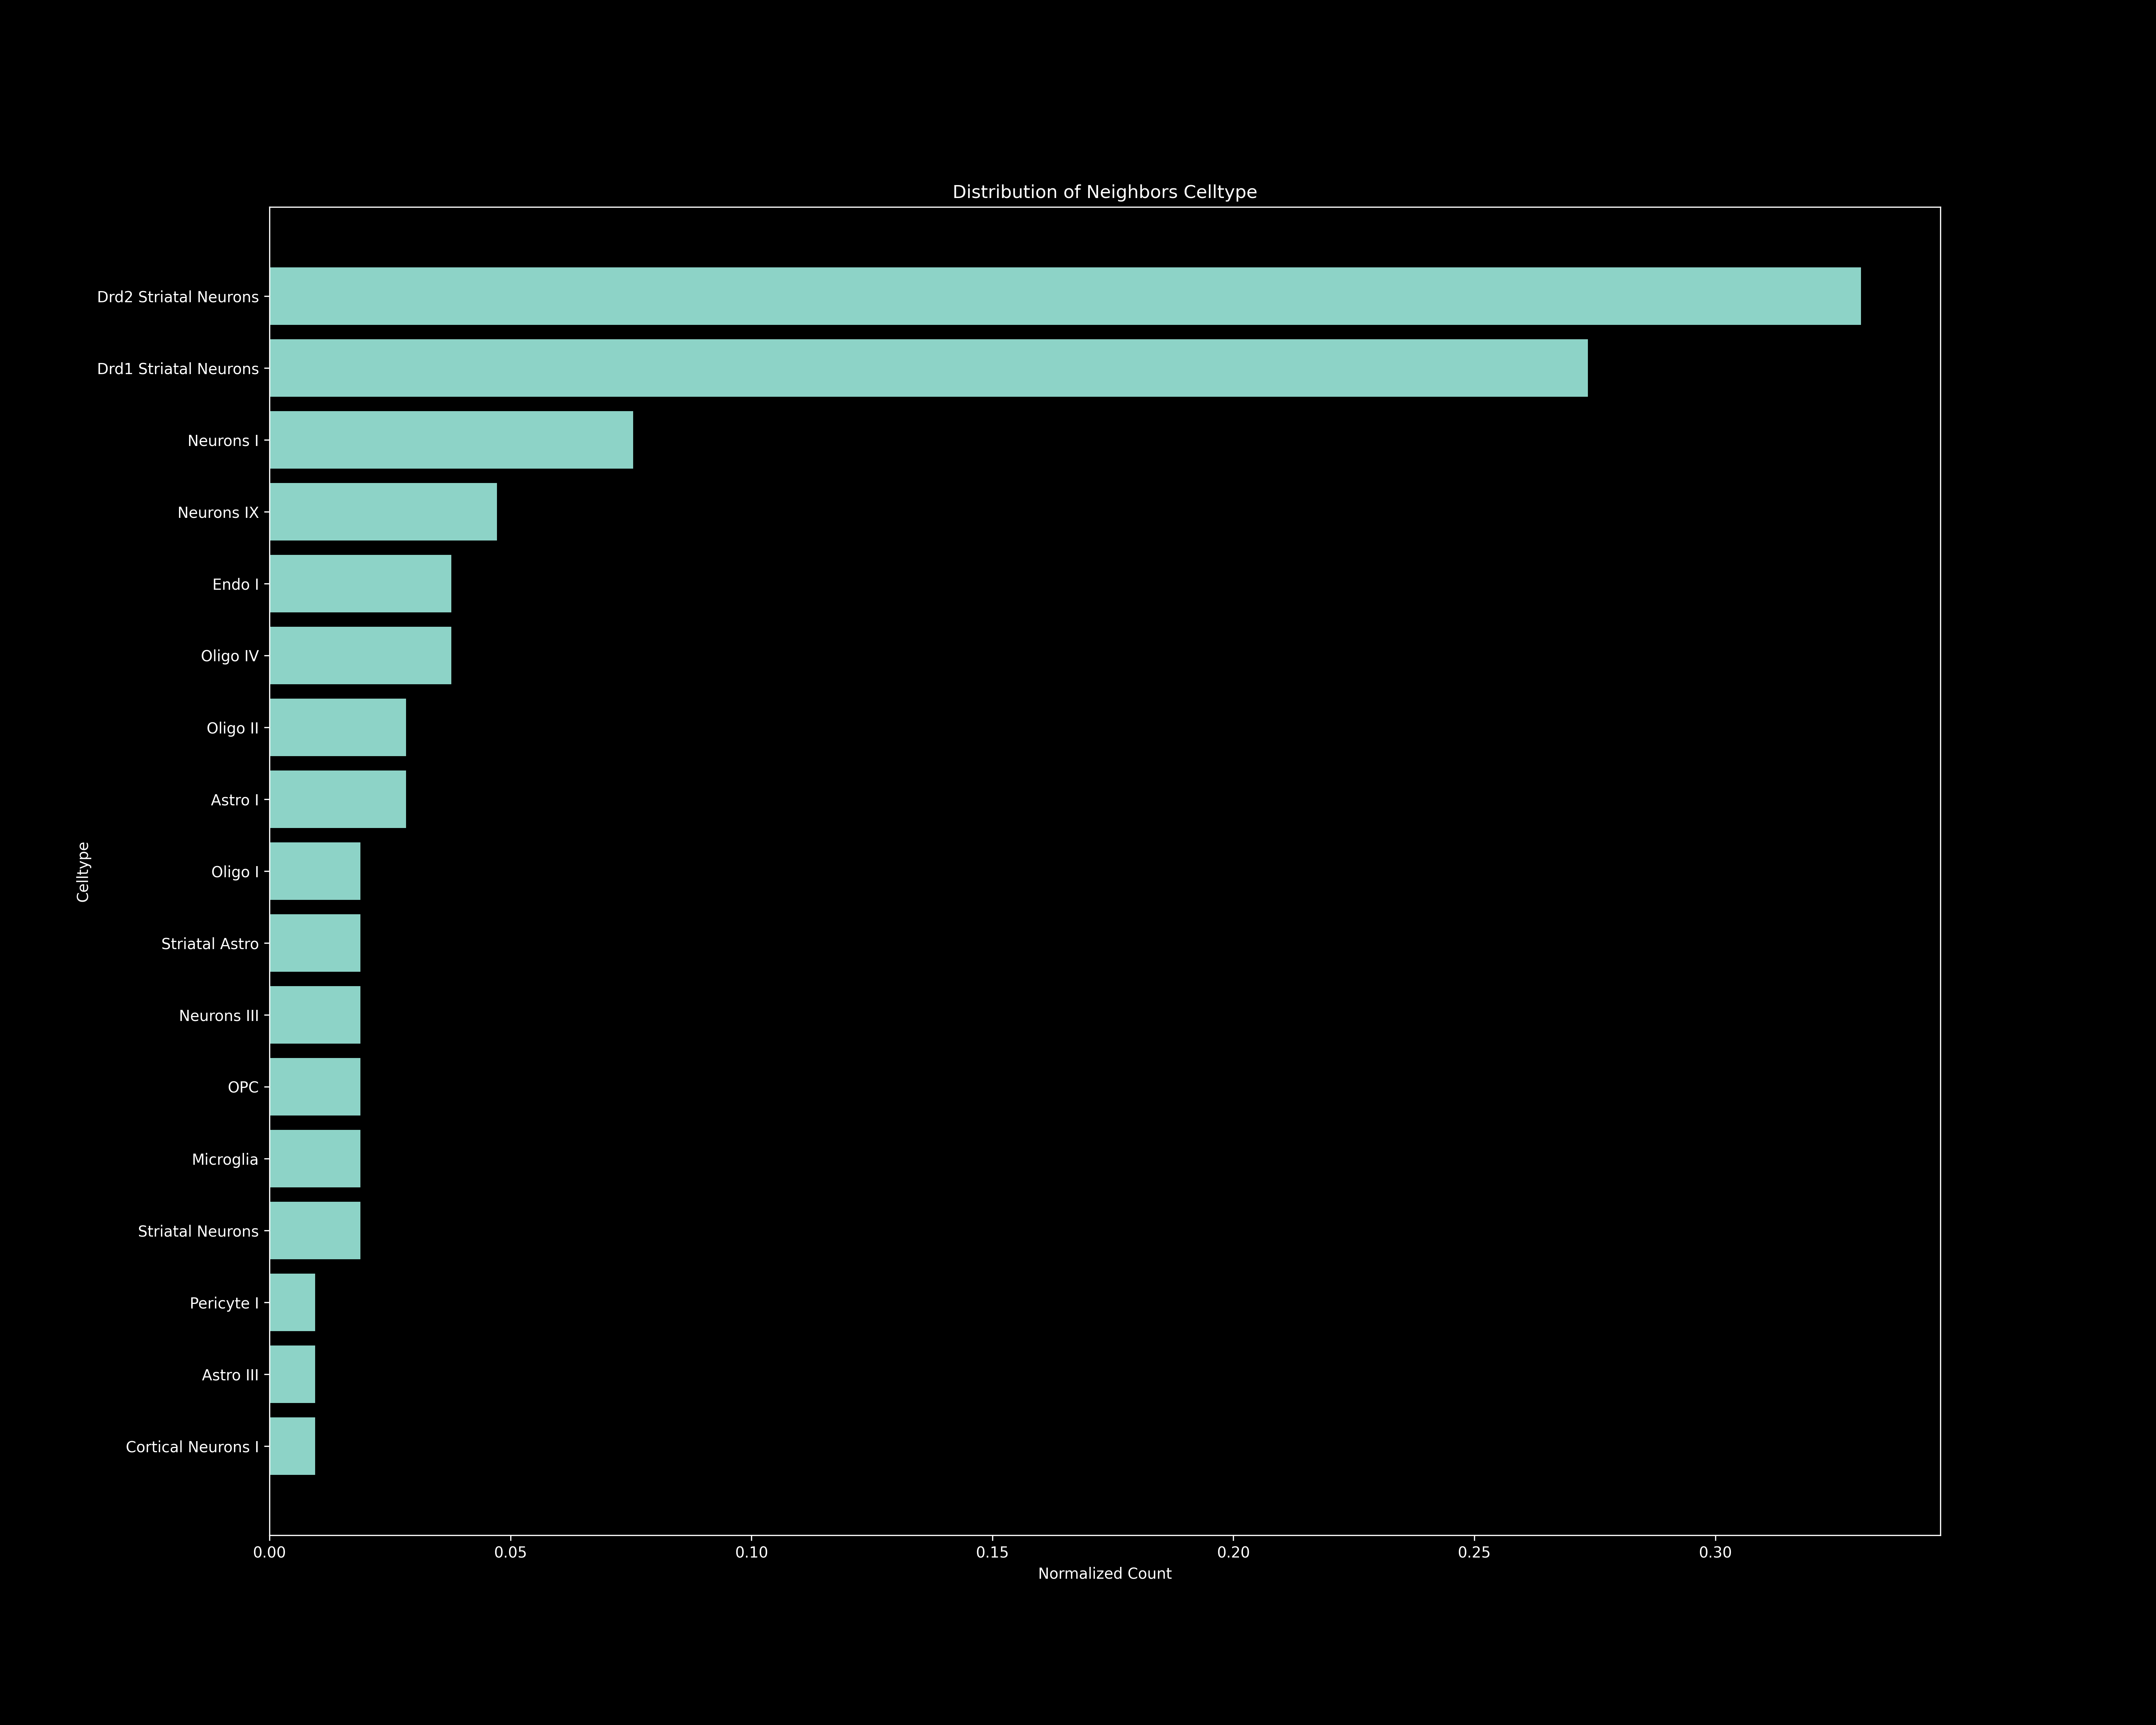 Distribution of Neighbors Celltype
Drd2 Striatal Neurons
Drd1 Striatal Neurons
Neurons I
Neurons IX
Endo I
Oligo IV
Oligo II
Astro I
Oligo I
Striatal Astro
Neurons III
OPC
Microglia
Striatal Neurons
Pericyte I
Astro III
Cortical Neurons I
Celltype
0.00 0.05 0.10 0.15 0.20 0.25 0.30
Normalized Count